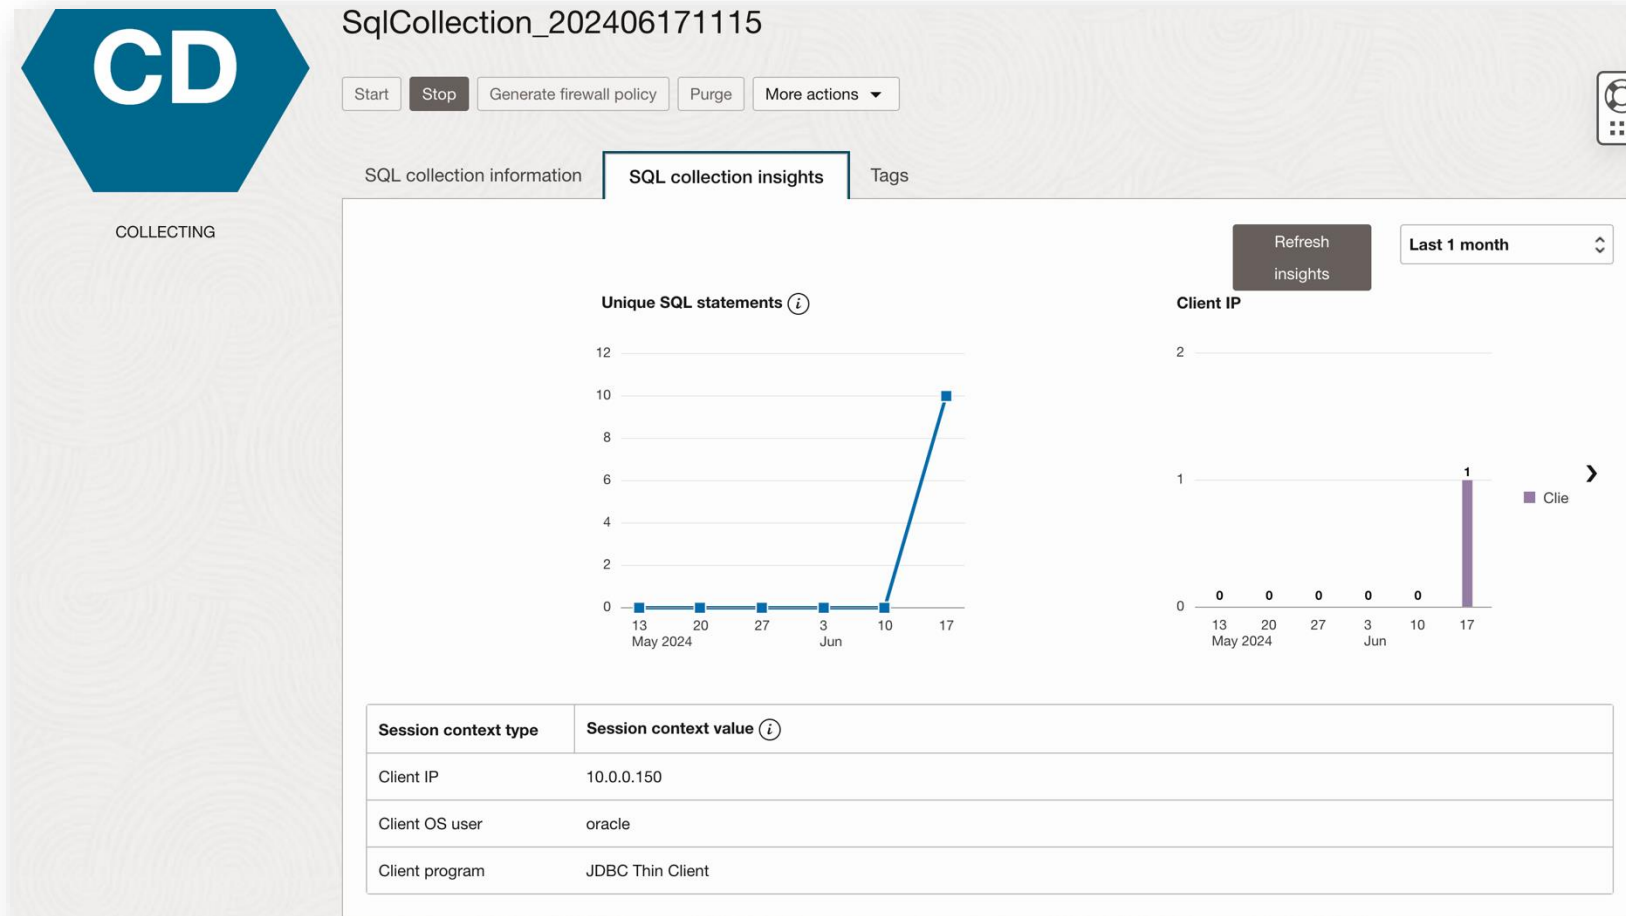 CD
COLLECTING
SqlCollection_202406171115
Start Stop Generate firewall policy Purge More actions
SQL collection information SQL collection insights Tags
Refresh
insights
Last 1 month
Unique SQL statements i
12
10
8
6
4
2
0
13 20 27 3 10 17
May 2024 Jun
Client IP
2
1
0
1
0 0 0 0 0
13 20 27 3 10 17
May 2024 Jun
Clie
Session context type Session context value i
Client IP 10.0.0.150
Client OS user oracle
Client program JDBC Thin Client